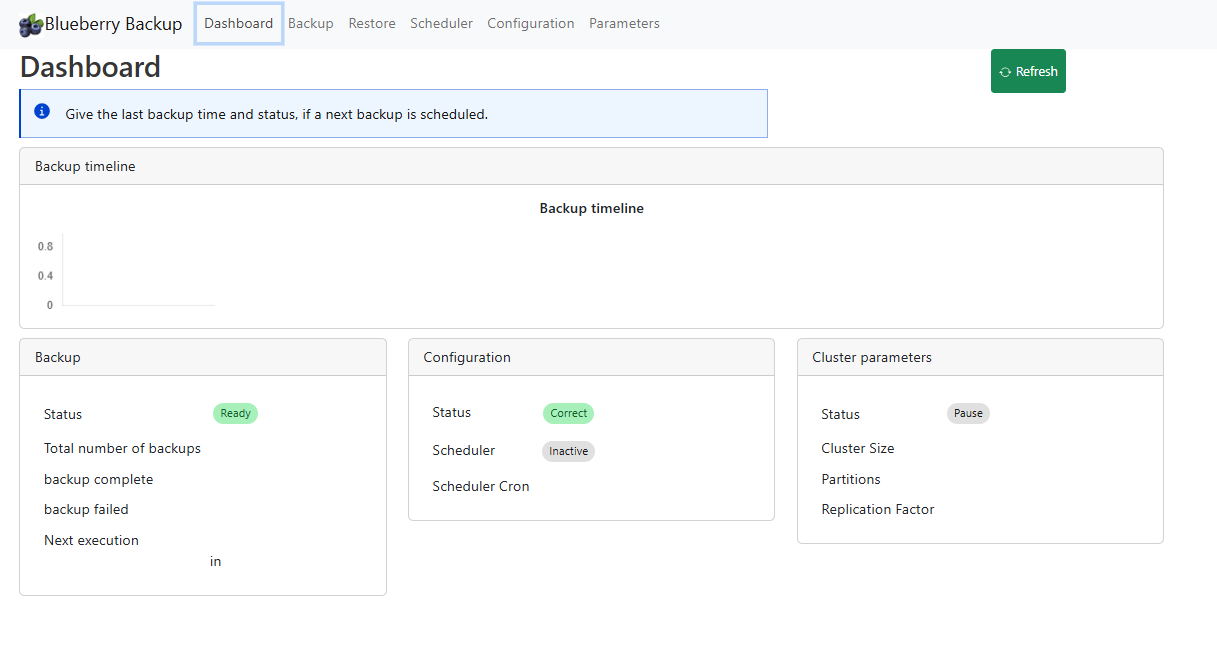 Blueberry Backup Dashboard Backup Restore Scheduler Configuration Parameters
Dashboard
Refresh
Give the last backup time and status, if a next backup is scheduled.
Backup timeline
Backup timeline
0.8
0.4
0
Backup
Status Ready
Total number of backups
backup complete
backup failed
Next execution
in
Configuration
Status Correct
Scheduler Inactive
Scheduler Cron
Cluster parameters
Status Pause
Cluster Size
Partitions
Replication Factor